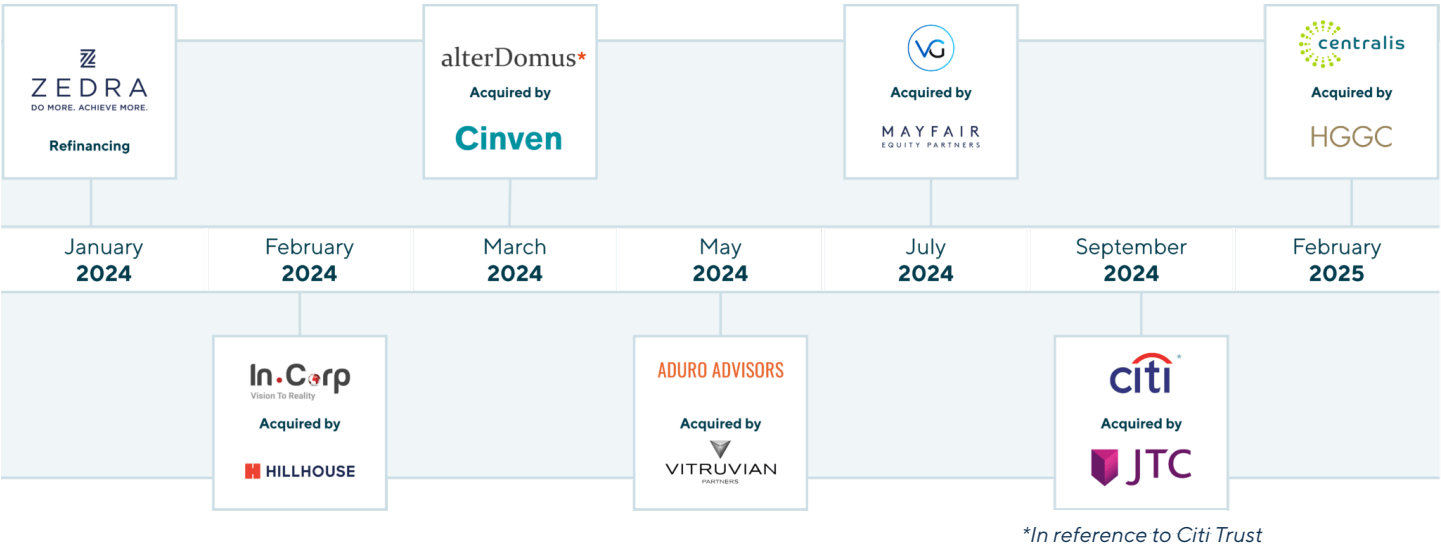 ZEDRA
DO MORE. ACHIEVE MORE.
Refinancing
alterDomus*
Acquired by
Cinven
VG
Acquired by
MAYFAIR
EQUITY PARTNERS
centralis
Acquired by
HGGC
January
2024
February
2024
March
2024
May
2024
July
2024
September
2024
February
2025
In.Corp
Vision To Reality
Acquired by
HILLHOUSE
ADURO ADVISORS
Acquired by
VITRUVIAN
PARTNERS
citi*
Acquired by
JTC
*In reference to Citi Trust